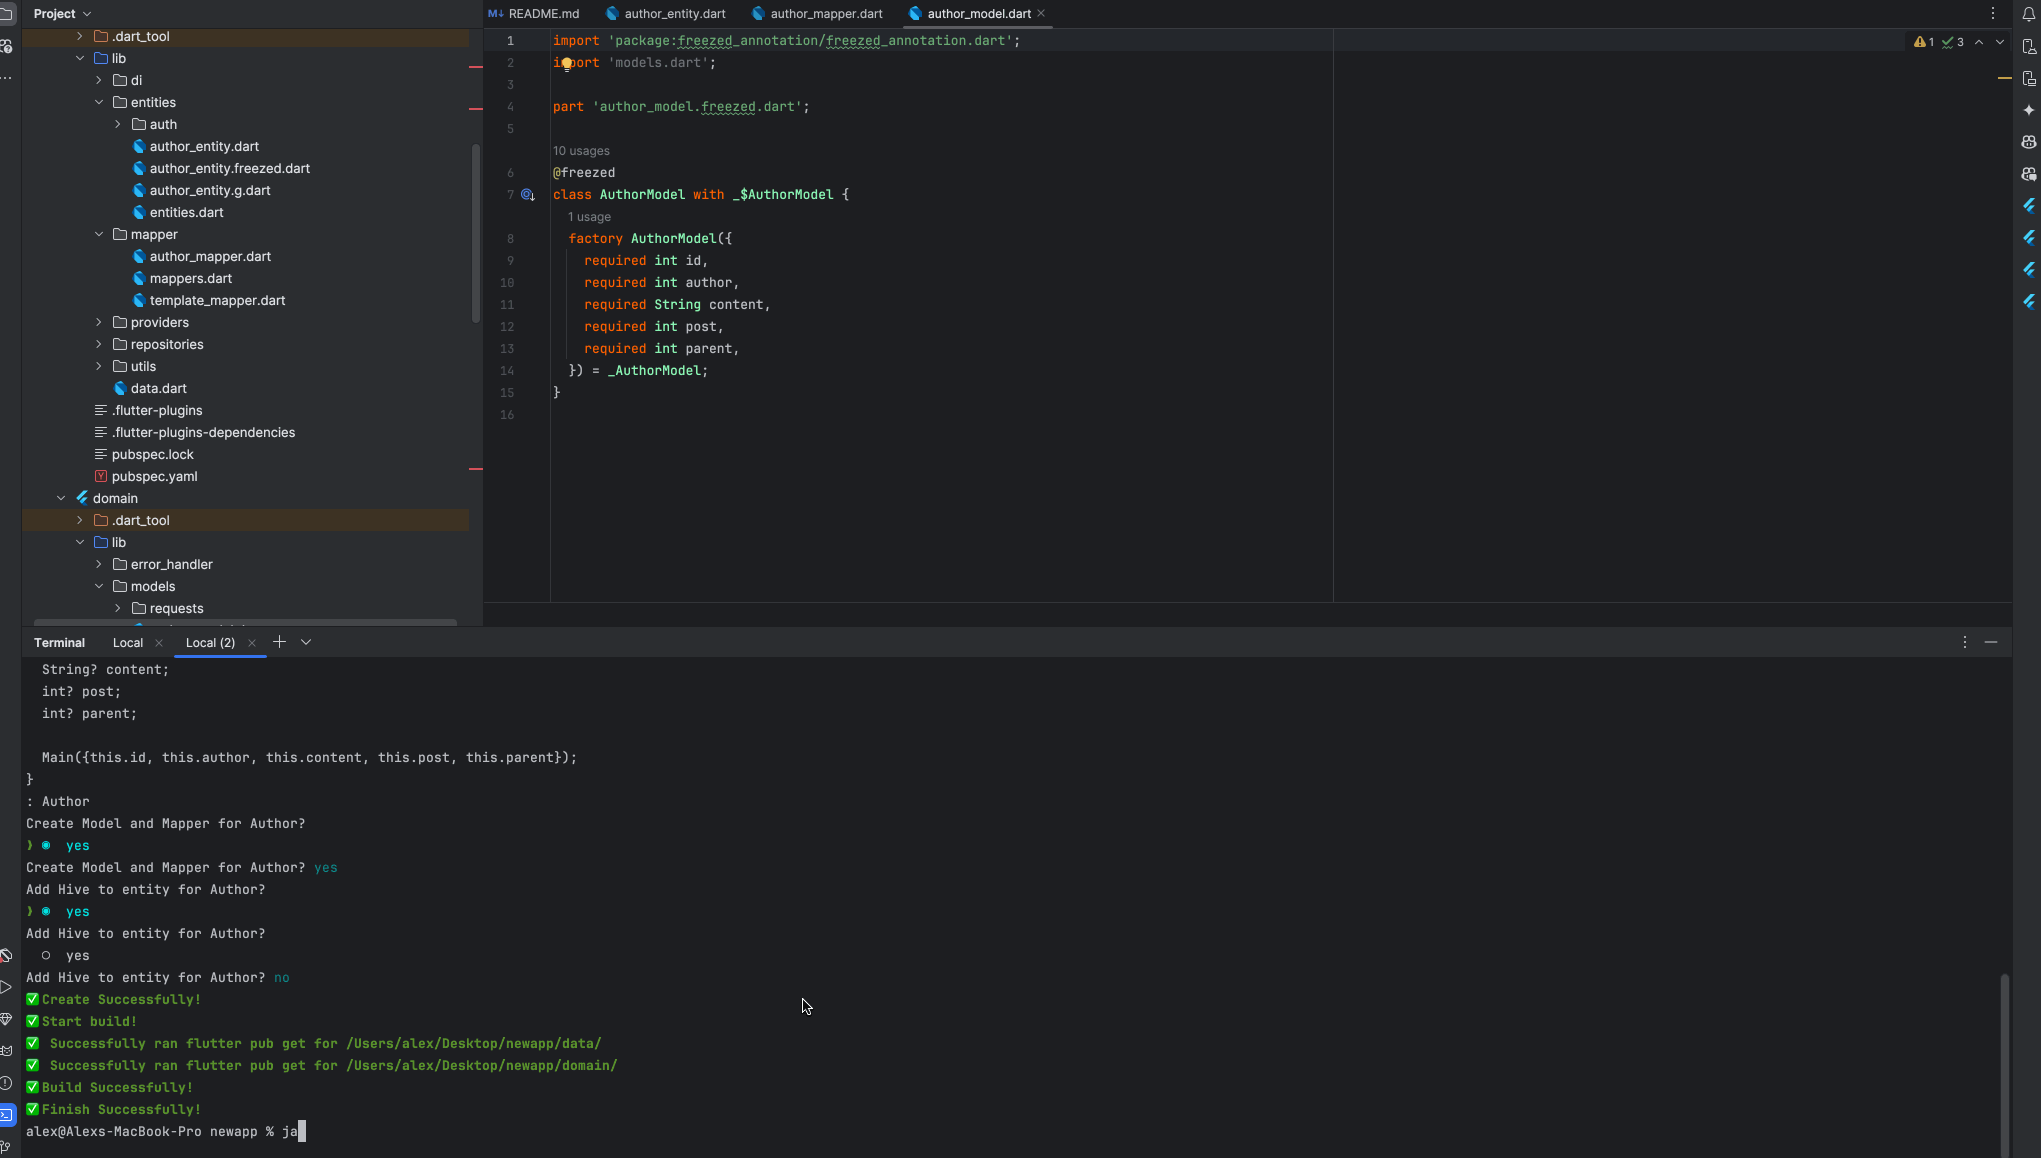 Project
.dart_tool
lib
di
entities
auth
author_entity.dart
author_entity.freezed.dart
author_entity.g.dart
entities.dart
mapper
author_mapper.dart
mappers.dart
template_mapper.dart
providers
repositories
utils
data.dart
.flutter-plugins
.flutter-plugins-dependencies
pubspec.lock
pubspec.yaml
domain
.dart_tool
lib
error_handler
models
requests
README.md author_entity.dart author_mapper.dart author_model.dart
1 3
1 import 'package:freezed_annotation/freezed_annotation.dart';
2 import 'models.dart';
3
4 part 'author_model.freezed.dart';
5
10 usages
6 @freezed
7 class AuthorModel with _$AuthorModel {
1 usage
8 factory AuthorModel({
9 required int id,
10 required int author,
11 required String content,
12 required int post,
13 required int parent,
14 }) = _AuthorModel;
15 }
16
Terminal Local Local (2)
String? content;
int? post;
int? parent;
Main({this.id, this.author, this.content, this.post, this.parent});
}
: Author
Create Model and Mapper for Author?
❯ ◉ yes
Create Model and Mapper for Author? yes
Add Hive to entity for Author?
❯ ◉ yes
Add Hive to entity for Author?
○ yes
Add Hive to entity for Author? no
✅Create Successfully!
✅Start build!
✅ Successfully ran flutter pub get for /Users/alex/Desktop/newapp/data/
✅ Successfully ran flutter pub get for /Users/alex/Desktop/newapp/domain/
✅Build Successfully!
✅Finish Successfully!
alex@Alexs-MacBook-Pro newapp % ja